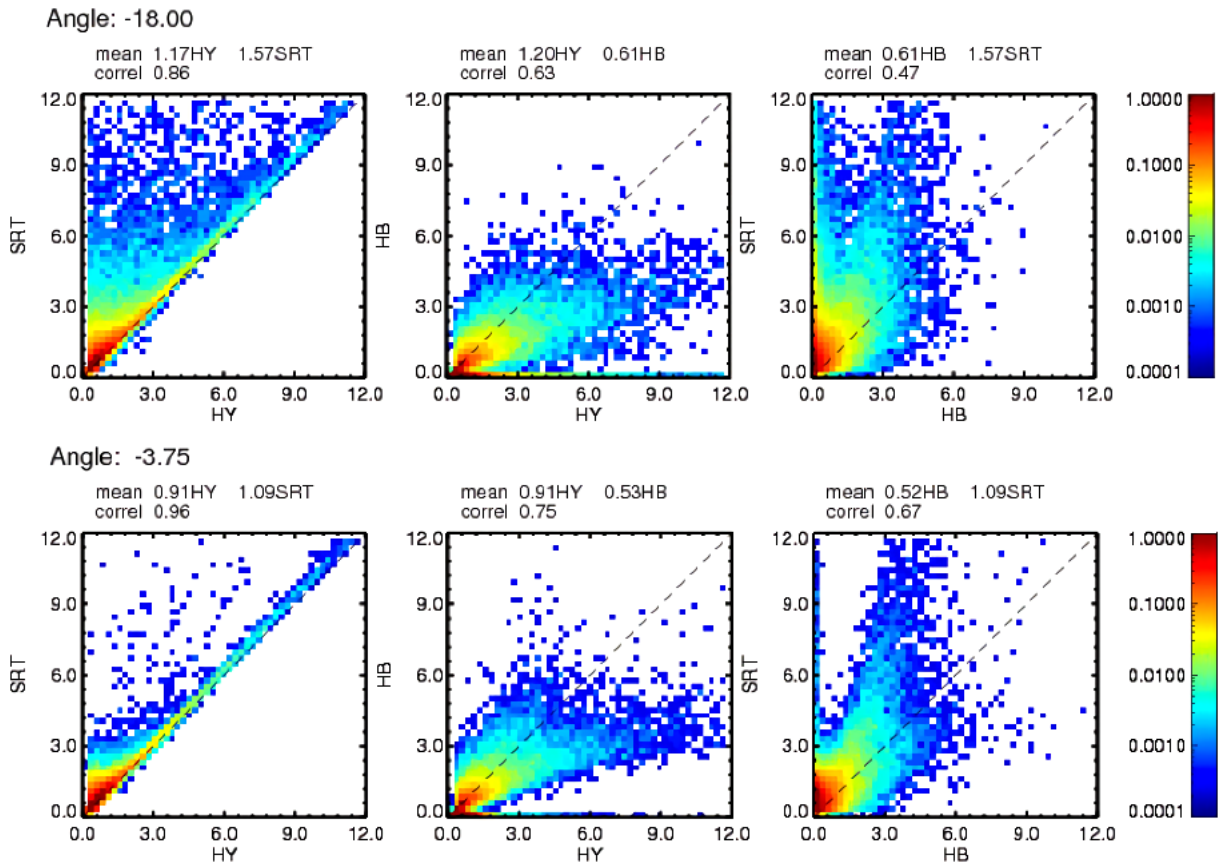 Angle: -18.00
mean 1.17HY 1.57SRT
correl 0.86
mean 1.20HY 0.61HB
correl 0.63
mean 0.61HB 1.57SRT
correl 0.47
12.0
9.0
6.0
3.0
0.0
SRT
0.0 3.0 6.0 9.0 12.0
HY
12.0
9.0
6.0
3.0
0.0
HB
0.0 3.0 6.0 9.0 12.0
HY
12.0
9.0
6.0
3.0
0.0
SRT
0.0 3.0 6.0 9.0 12.0
HB
1.0000
0.1000
0.0100
0.0010
0.0001
Angle: -3.75
mean 0.91HY 1.09SRT
correl 0.96
mean 0.91HY 0.53HB
correl 0.75
mean 0.52HB 1.09SRT
correl 0.67
12.0
9.0
6.0
3.0
0.0
SRT
0.0 3.0 6.0 9.0 12.0
HY
12.0
9.0
6.0
3.0
0.0
HB
0.0 3.0 6.0 9.0 12.0
HY
12.0
9.0
6.0
3.0
0.0
SRT
0.0 3.0 6.0 9.0 12.0
HB
1.0000
0.1000
0.0100
0.0010
0.0001